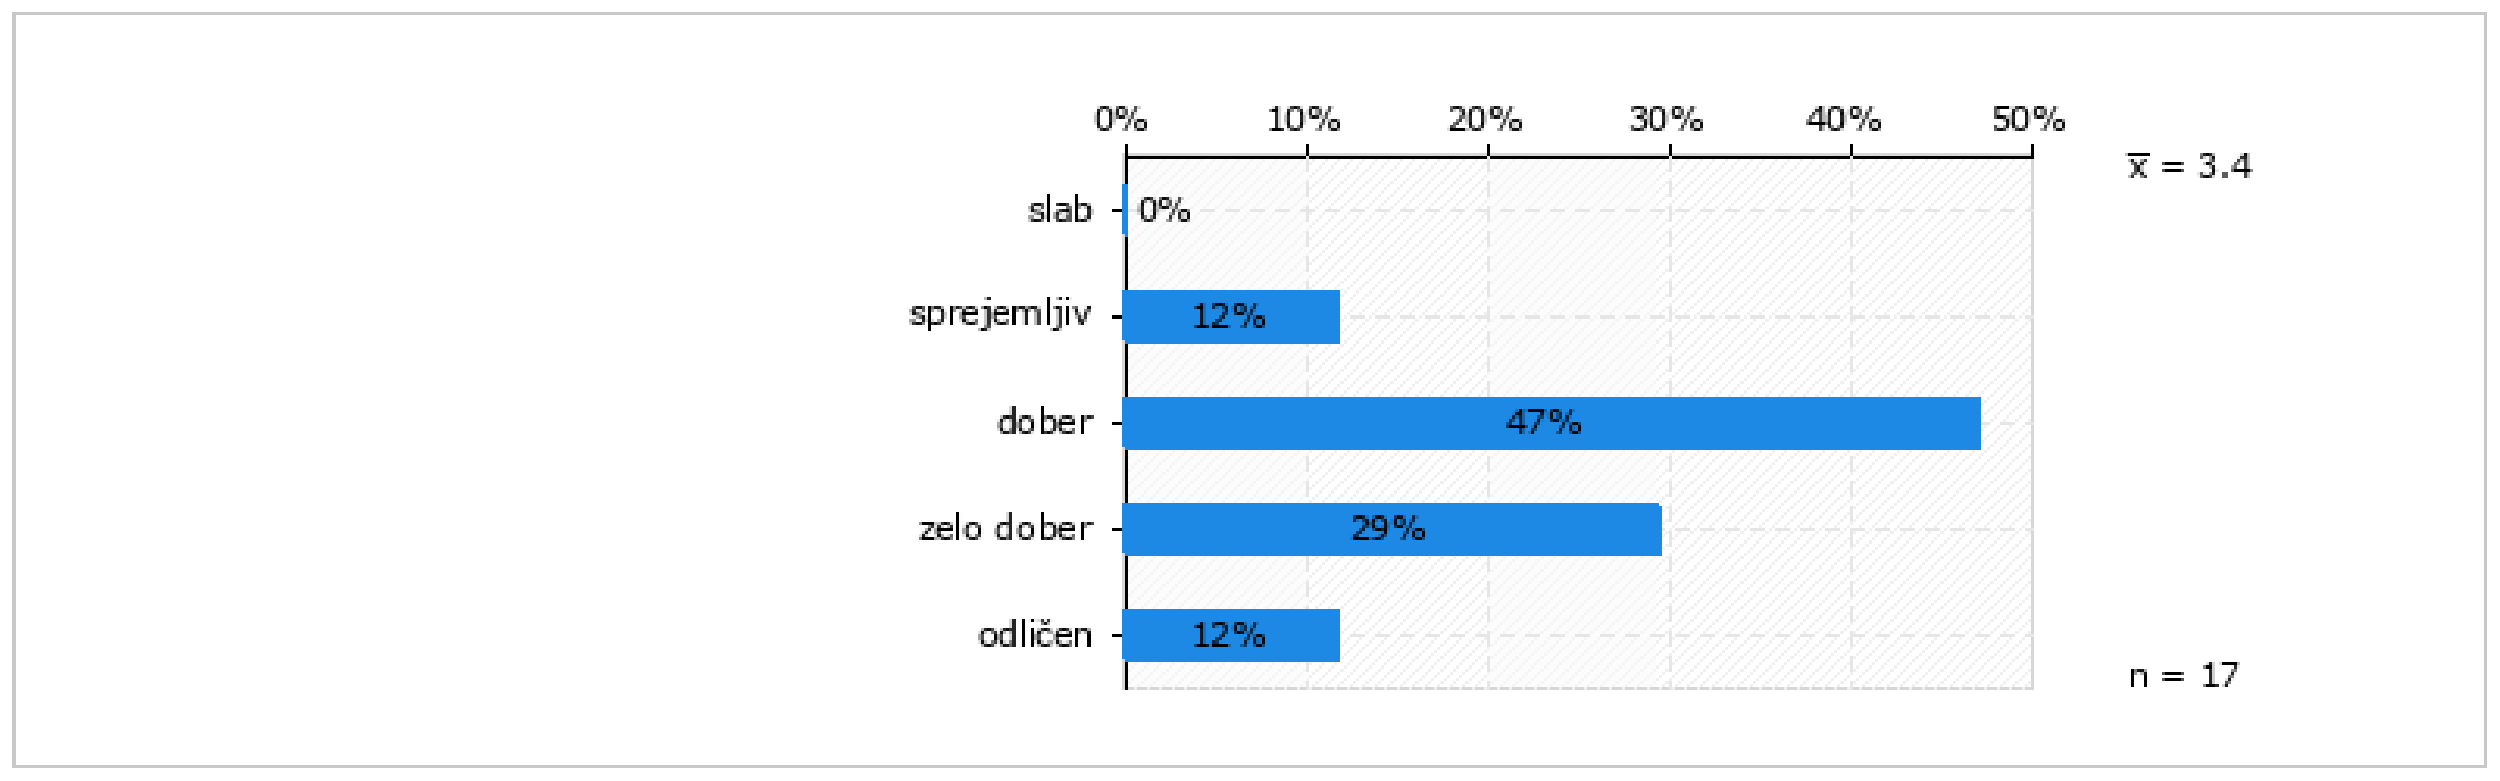 0% 10% 20% 30% 40% 50%
x̅ = 3.4
slab 0%
sprejemljiv 12%
dober 47%
zelo dober 29%
odličen 12%
n = 17